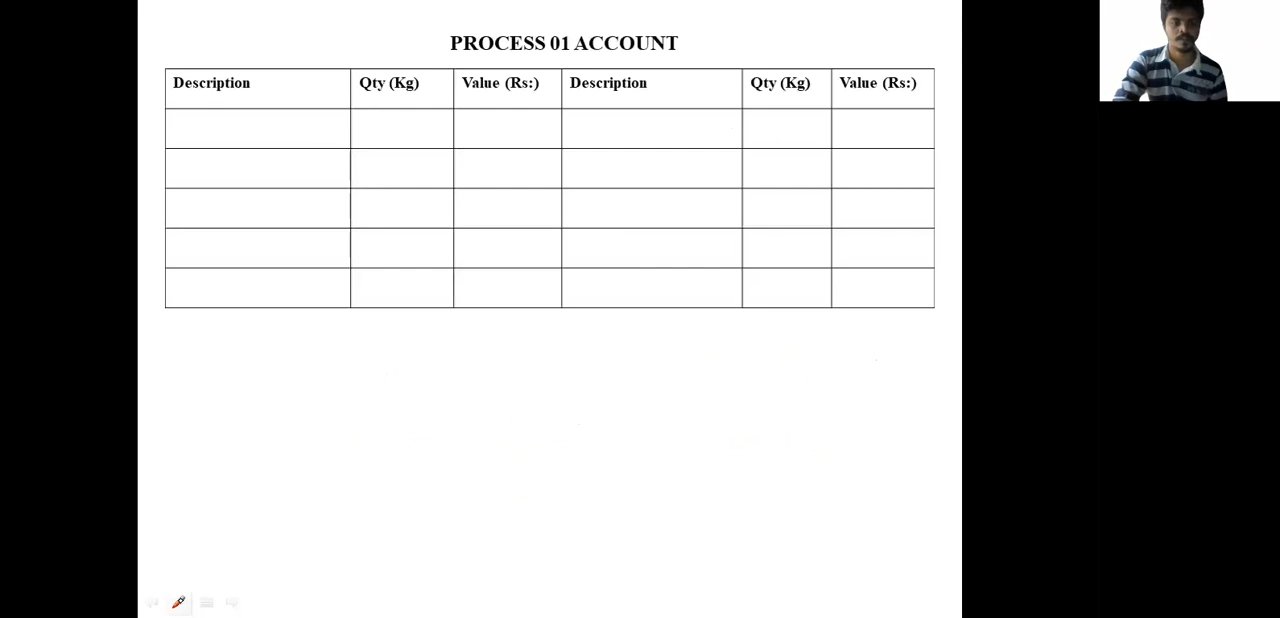 PROCESS 01 ACCOUNT
Description Qty (Kg) Value (Rs:) Description Qty (Kg) Value (Rs:)